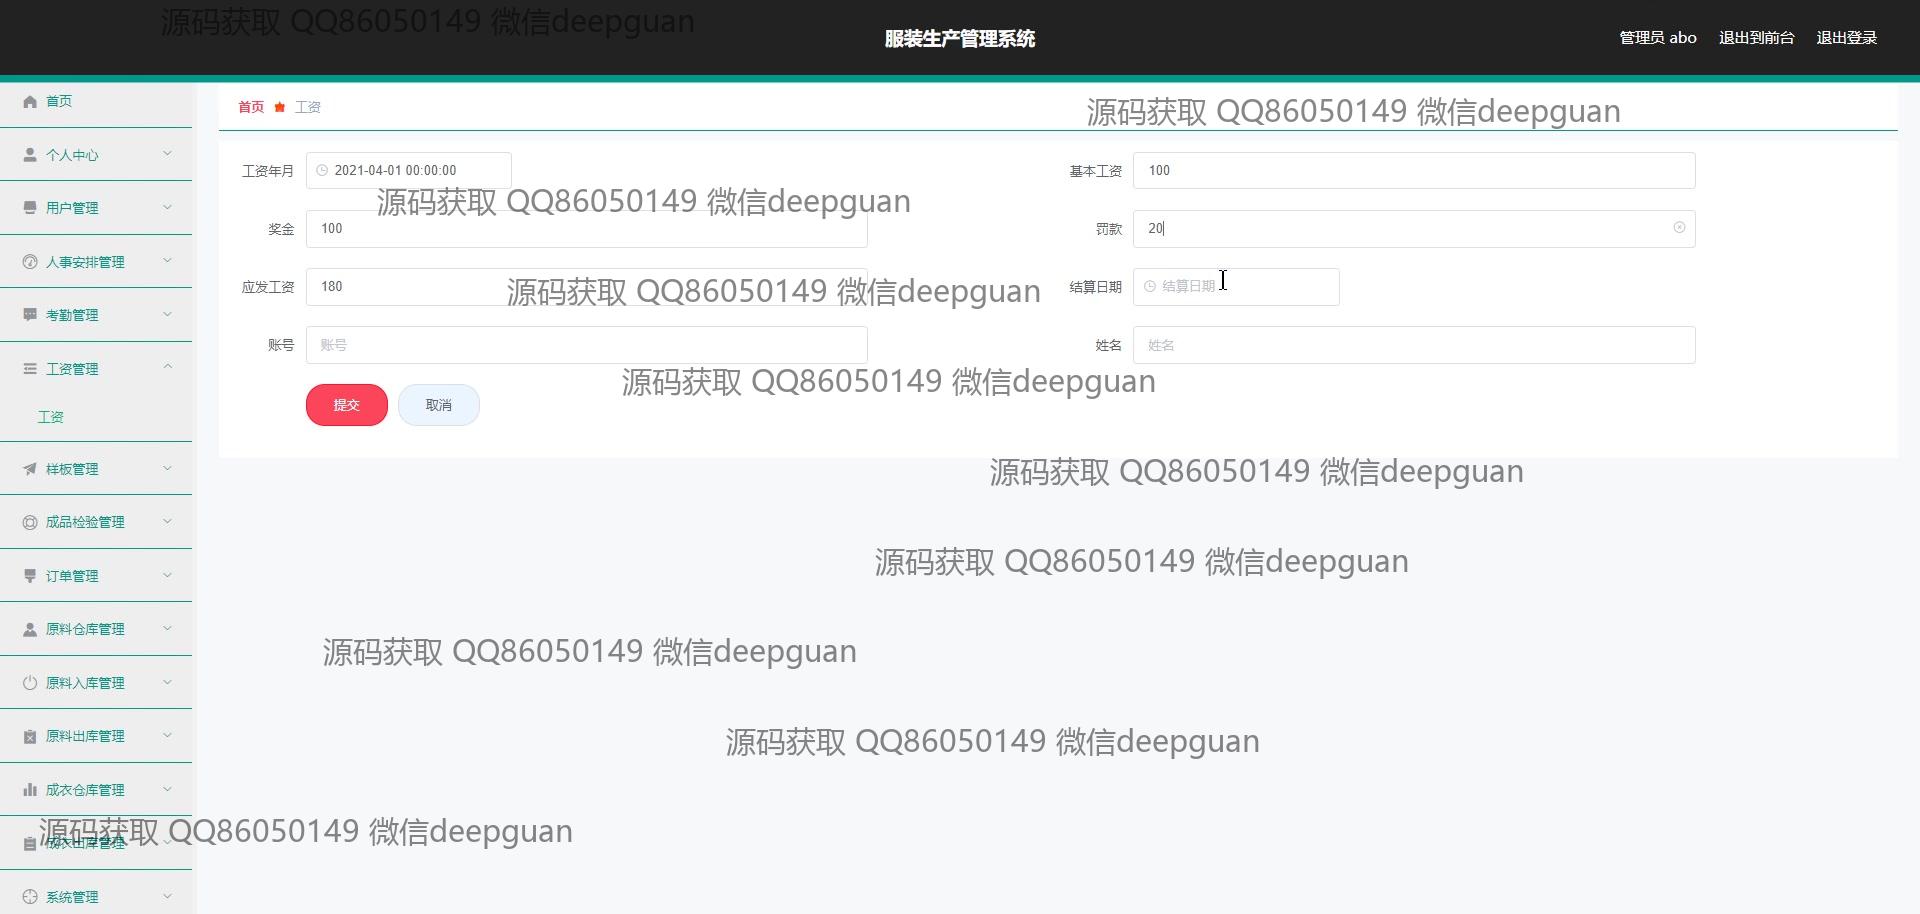 源码获取 QQ86050149 微信deepguan
服装生产管理系统
管理员 abo 退出到前台 退出登录
首页
个人中心
用户管理
人事安排管理
考勤管理
工资管理
工资
样板管理
成品检验管理
订单管理
原料仓库管理
原料入库管理
原料出库管理
成衣仓库管理
成衣出库管理
系统管理
首页 工资
源码获取 QQ86050149 微信deepguan
工资年月 2021-04-01 00:00:00 基本工资 100
源码获取 QQ86050149 微信deepguan
奖金 100 罚款 20
应发工资 180 结算日期 结算日期
源码获取 QQ86050149 微信deepguan
账号 账号 姓名 姓名
源码获取 QQ86050149 微信deepguan
提交 取消
源码获取 QQ86050149 微信deepguan
源码获取 QQ86050149 微信deepguan
源码获取 QQ86050149 微信deepguan
源码获取 QQ86050149 微信deepguan
源码获取 QQ86050149 微信deepguan